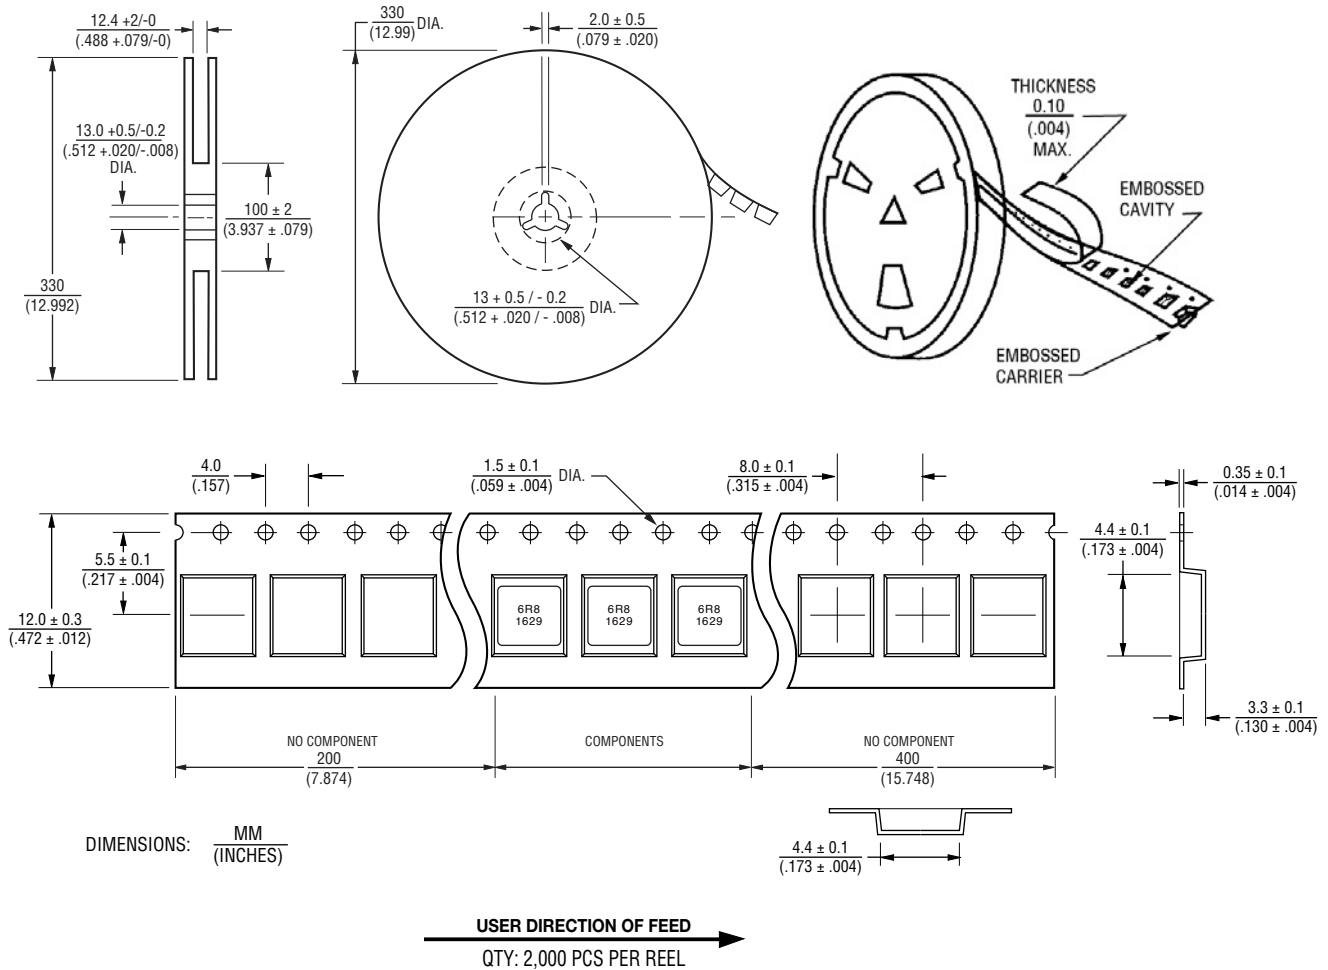 12.4 +2/-0
(.488 +.079/-0)
330
(12.99)
DIA.
2.0 ± 0.5
(.079 ± .020)
THICKNESS
0.10
(.004)
MAX.
13.0 +0.5/-0.2
(.512 +.020/-.008)
DIA.
EMBOSSED
CAVITY
100 ± 2
(3.937 ± .079)
330
(12.992)
13 + 0.5 / - 0.2
(.512 + .020 / - .008)
DIA.
EMBOSSED
CARRIER
4.0
(.157)
1.5 ± 0.1
(.059 ± .004)
DIA.
8.0 ± 0.1
(.315 ± .004)
0.35 ± 0.1
(.014 ± .004)
4.4 ± 0.1
(.173 ± .004)
5.5 ± 0.1
(.217 ± .004)
12.0 ± 0.3
(.472 ± .012)
6R8
1629
6R8
1629
6R8
1629
3.3 ± 0.1
(.130 ± .004)
NO COMPONENT
200
(7.874)
COMPONENTS
NO COMPONENT
400
(15.748)
DIMENSIONS:
MM
(INCHES)
4.4 ± 0.1
(.173 ± .004)
USER DIRECTION OF FEED
QTY: 2,000 PCS PER REEL